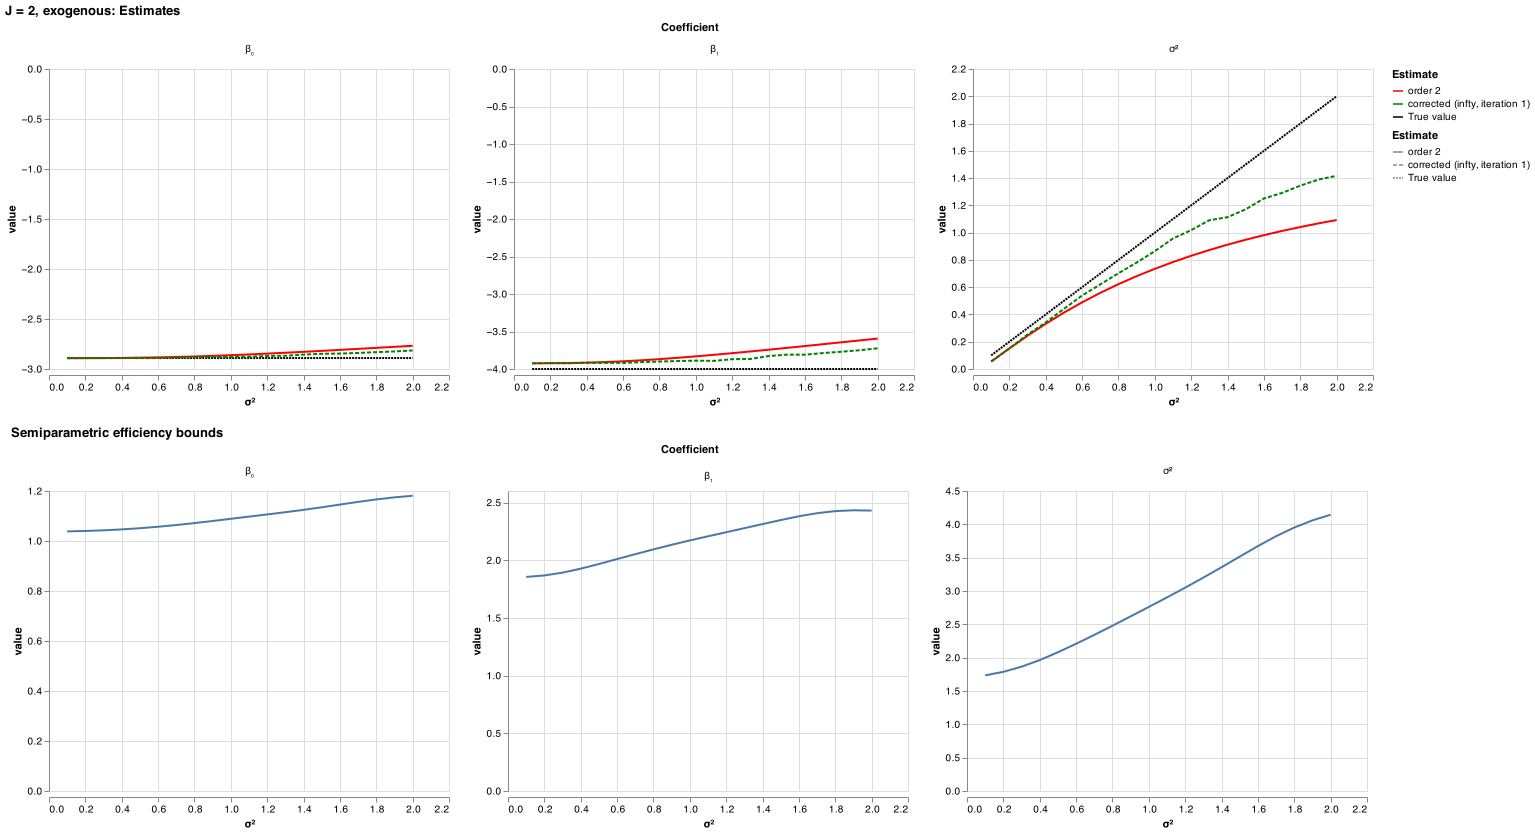 J = 2, exogenous: Estimates
Coefficient
β₀
β₁
σ²
0.0
−0.5
−1.0
−1.5
−2.0
−2.5
−3.0
value
0.0 0.2 0.4 0.6 0.8 1.0 1.2 1.4 1.6 1.8 2.0 2.2
σ²
0.0
−0.5
−1.0
−1.5
−2.0
−2.5
−3.0
−3.5
−4.0
value
0.0 0.2 0.4 0.6 0.8 1.0 1.2 1.4 1.6 1.8 2.0 2.2
σ²
2.2
2.0
1.8
1.6
1.4
1.2
1.0
0.8
0.6
0.4
0.2
0.0
value
0.0 0.2 0.4 0.6 0.8 1.0 1.2 1.4 1.6 1.8 2.0 2.2
σ²
Estimate
order 2
corrected (infty, iteration 1)
True value
Estimate
order 2
corrected (infty, iteration 1)
True value
Semiparametric efficiency bounds
Coefficient
β₀
β₁
σ²
1.2
1.0
0.8
0.6
0.4
0.2
0.0
value
0.0 0.2 0.4 0.6 0.8 1.0 1.2 1.4 1.6 1.8 2.0 2.2
σ²
2.5
2.0
1.5
1.0
0.5
0.0
value
0.0 0.2 0.4 0.6 0.8 1.0 1.2 1.4 1.6 1.8 2.0 2.2
σ²
4.5
4.0
3.5
3.0
2.5
2.0
1.5
1.0
0.5
0.0
value
0.0 0.2 0.4 0.6 0.8 1.0 1.2 1.4 1.6 1.8 2.0 2.2
σ²